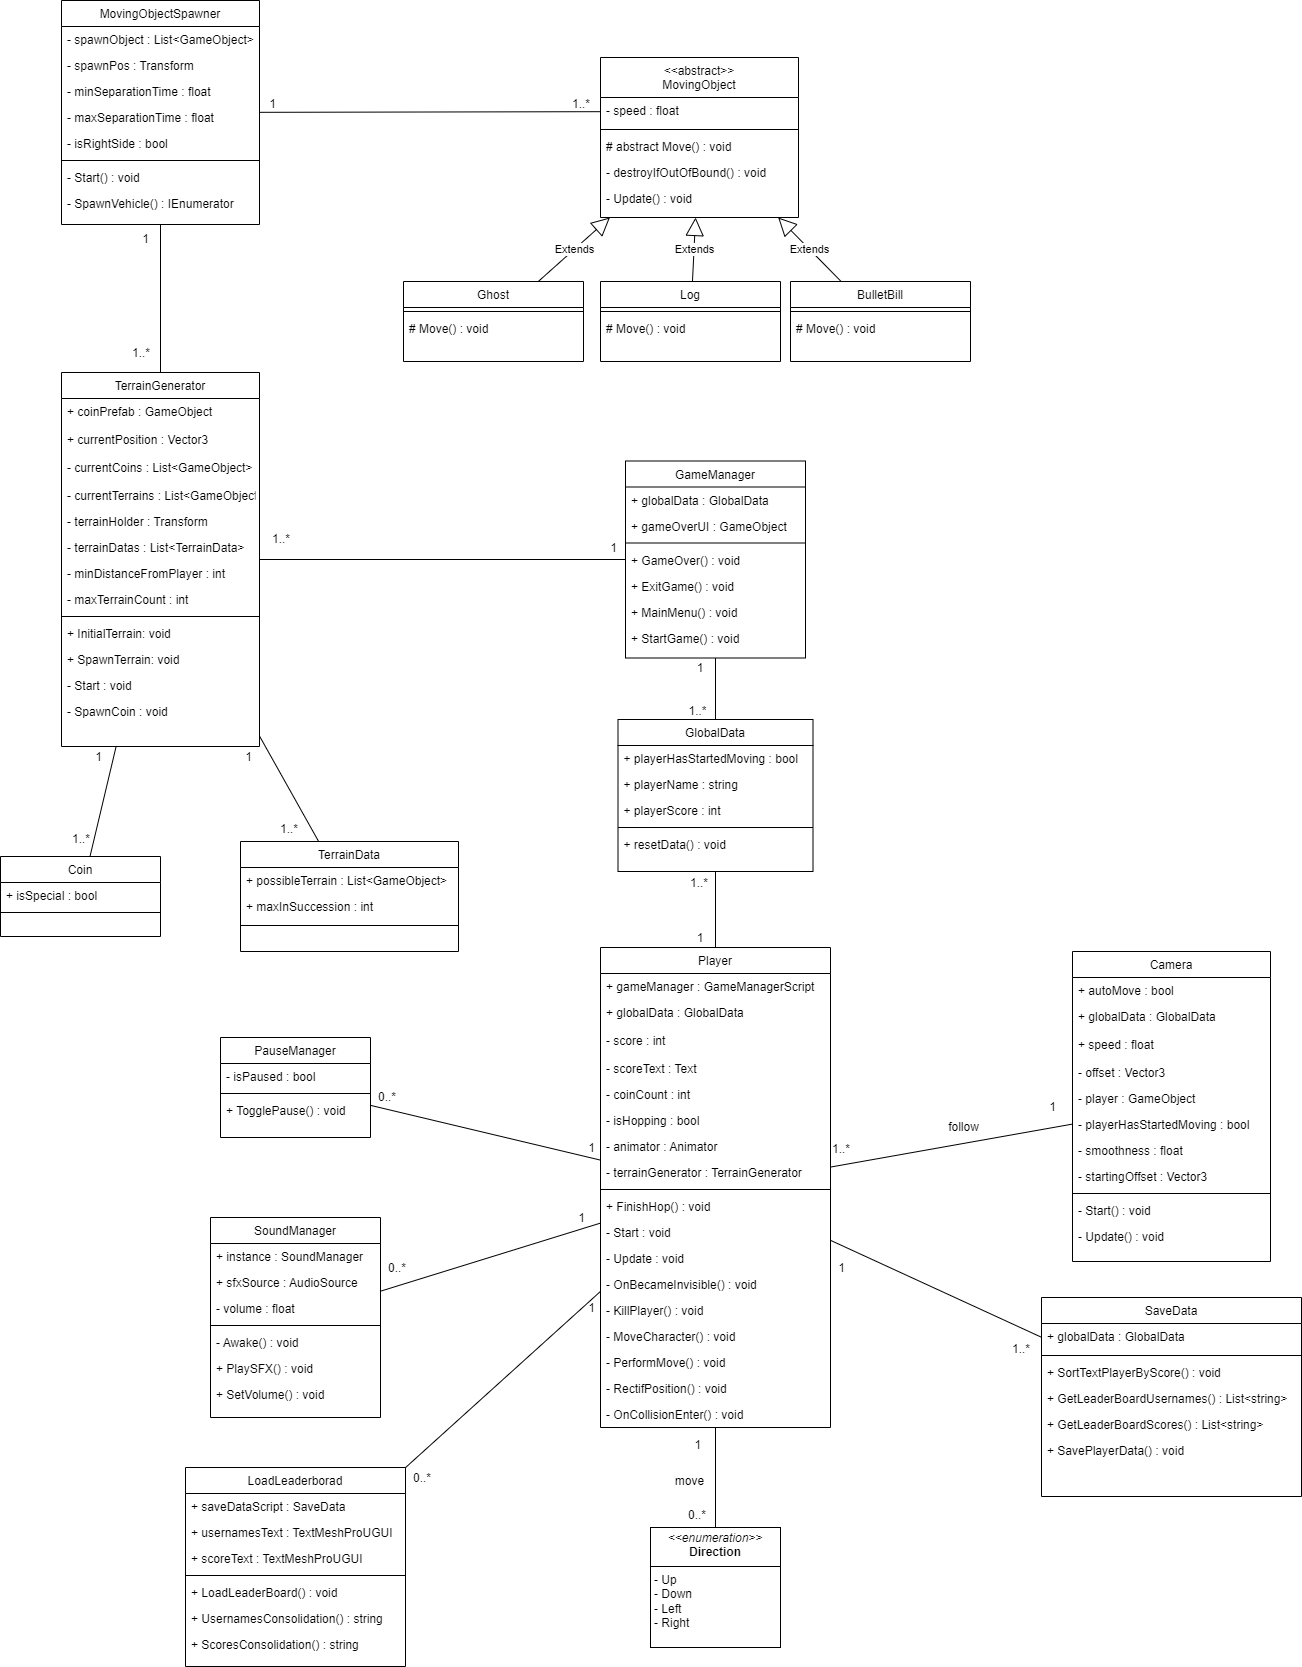 MovingObjectSpawner
- spawnObject : List<GameObject>
- spawnPos : Transform
- minSeparationTime : float
- maxSeparationTime : float
- isRightSide : bool
- Start() : void
- SpawnVehicle() : IEnumerator
1
1..*
<<abstract>>
MovingObject
- speed : float
# abstract Move() : void
- destroyIfOutOfBound() : void
- Update() : void
Extends
Extends
Extends
Ghost
# Move() : void
Log
# Move() : void
BulletBill
# Move() : void
1
1..*
TerrainGenerator
+ coinPrefab : GameObject
+ currentPosition : Vector3
- currentCoins : List<GameObject>
- currentTerrains : List<GameObject
- terrainHolder : Transform
- terrainDatas : List<TerrainData>
- minDistanceFromPlayer : int
- maxTerrainCount : int
+ InitialTerrain: void
+ SpawnTerrain: void
- Start : void
- SpawnCoin : void
1..*
1
GameManager
+ globalData : GlobalData
+ gameOverUI : GameObject
+ GameOver() : void
+ ExitGame() : void
+ MainMenu() : void
+ StartGame() : void
1
1..*
GlobalData
+ playerHasStartedMoving : bool
+ playerName : string
+ playerScore : int
+ resetData() : void
1
1
1..*
1..*
Coin
+ isSpecial : bool
TerrainData
+ possibleTerrain : List<GameObject>
+ maxInSuccession : int
1..*
1
Player
+ gameManager : GameManagerScript
+ globalData : GlobalData
- score : int
- scoreText : Text
- coinCount : int
- isHopping : bool
- animator : Animator
- terrainGenerator : TerrainGenerator
+ FinishHop() : void
- Start : void
- Update : void
- OnBecameInvisible() : void
- KillPlayer() : void
- MoveCharacter() : void
- PerformMove() : void
- RectifPosition() : void
- OnCollisionEnter() : void
Camera
+ autoMove : bool
+ globalData : GlobalData
+ speed : float
- offset : Vector3
- player : GameObject
- playerHasStartedMoving : bool
- smoothness : float
- startingOffset : Vector3
- Start() : void
- Update() : void
1
follow
1..*
PauseManager
- isPaused : bool
+ TogglePause() : void
0..*
1
SoundManager
+ instance : SoundManager
+ sfxSource : AudioSource
- volume : float
- Awake() : void
+ PlaySFX() : void
+ SetVolume() : void
1
0..*
1
1
1..*
SaveData
+ globalData : GlobalData
+ SortTextPlayerByScore() : void
+ GetLeaderBoardUsernames() : List<string>
+ GetLeaderBoardScores() : List<string>
+ SavePlayerData() : void
LoadLeaderborad
+ saveDataScript : SaveData
+ usernamesText : TextMeshProUGUI
+ scoreText : TextMeshProUGUI
+ LoadLeaderBoard() : void
+ UsernamesConsolidation() : string
+ ScoresConsolidation() : string
0..*
1
move
0..*
<<enumeration>>
Direction
- Up
- Down
- Left
- Right